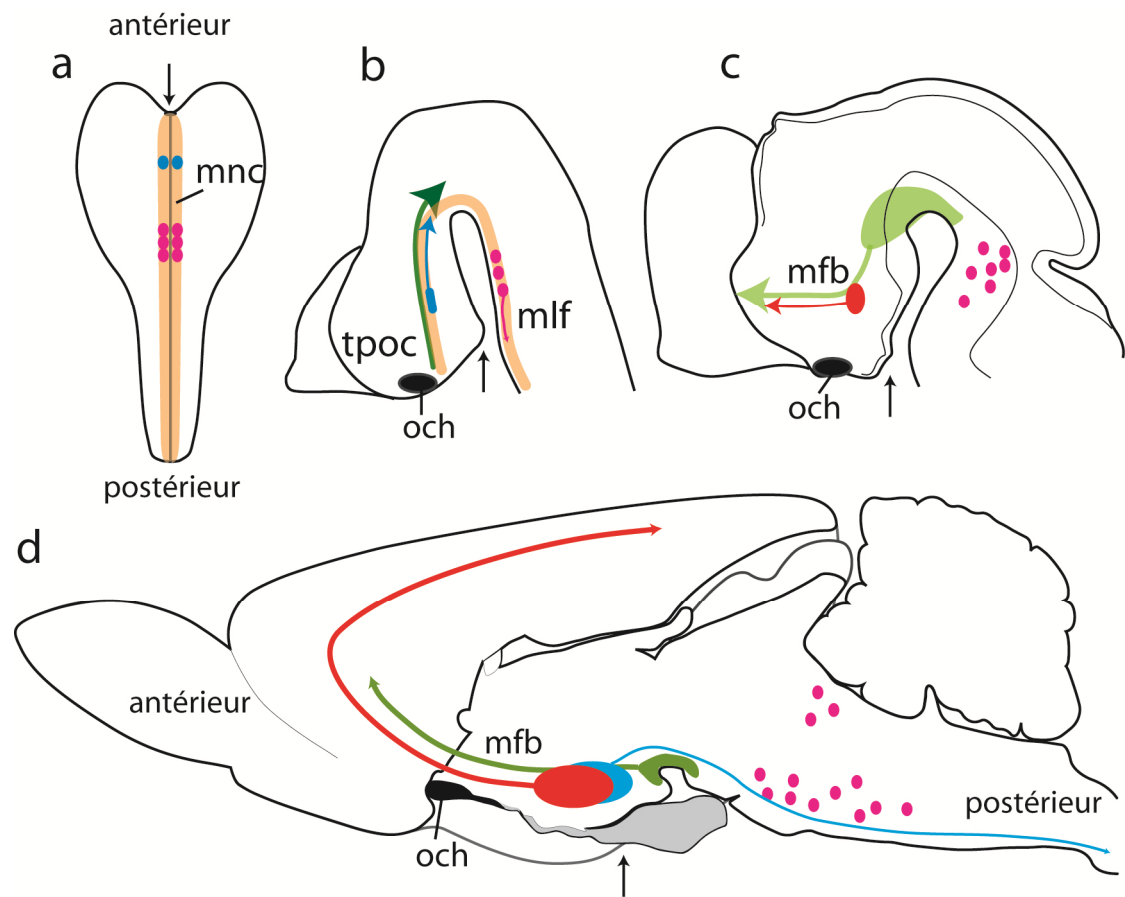 antérieur
a
b
c
mnc
tpoc
mlf
och
mfb
och
postérieur
d
antérieur
mfb
postérieur
och